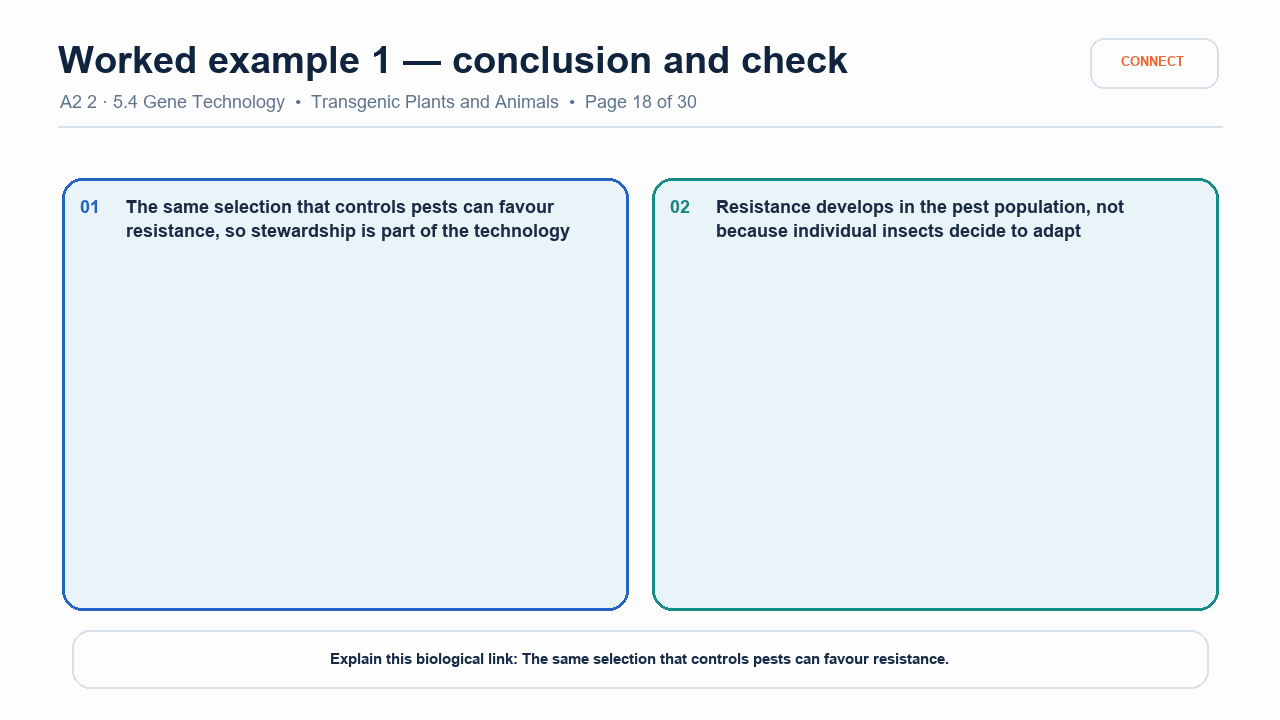 Worked example 1 — conclusion and check
CONNECT
A2 2 · 5.4 Gene Technology • Transgenic Plants and Animals • Page 18 of 30
01
The same selection that controls pests can favour
resistance, so stewardship is part of the technology
02
Resistance develops in the pest population, not
because individual insects decide to adapt
Explain this biological link: The same selection that controls pests can favour resistance.